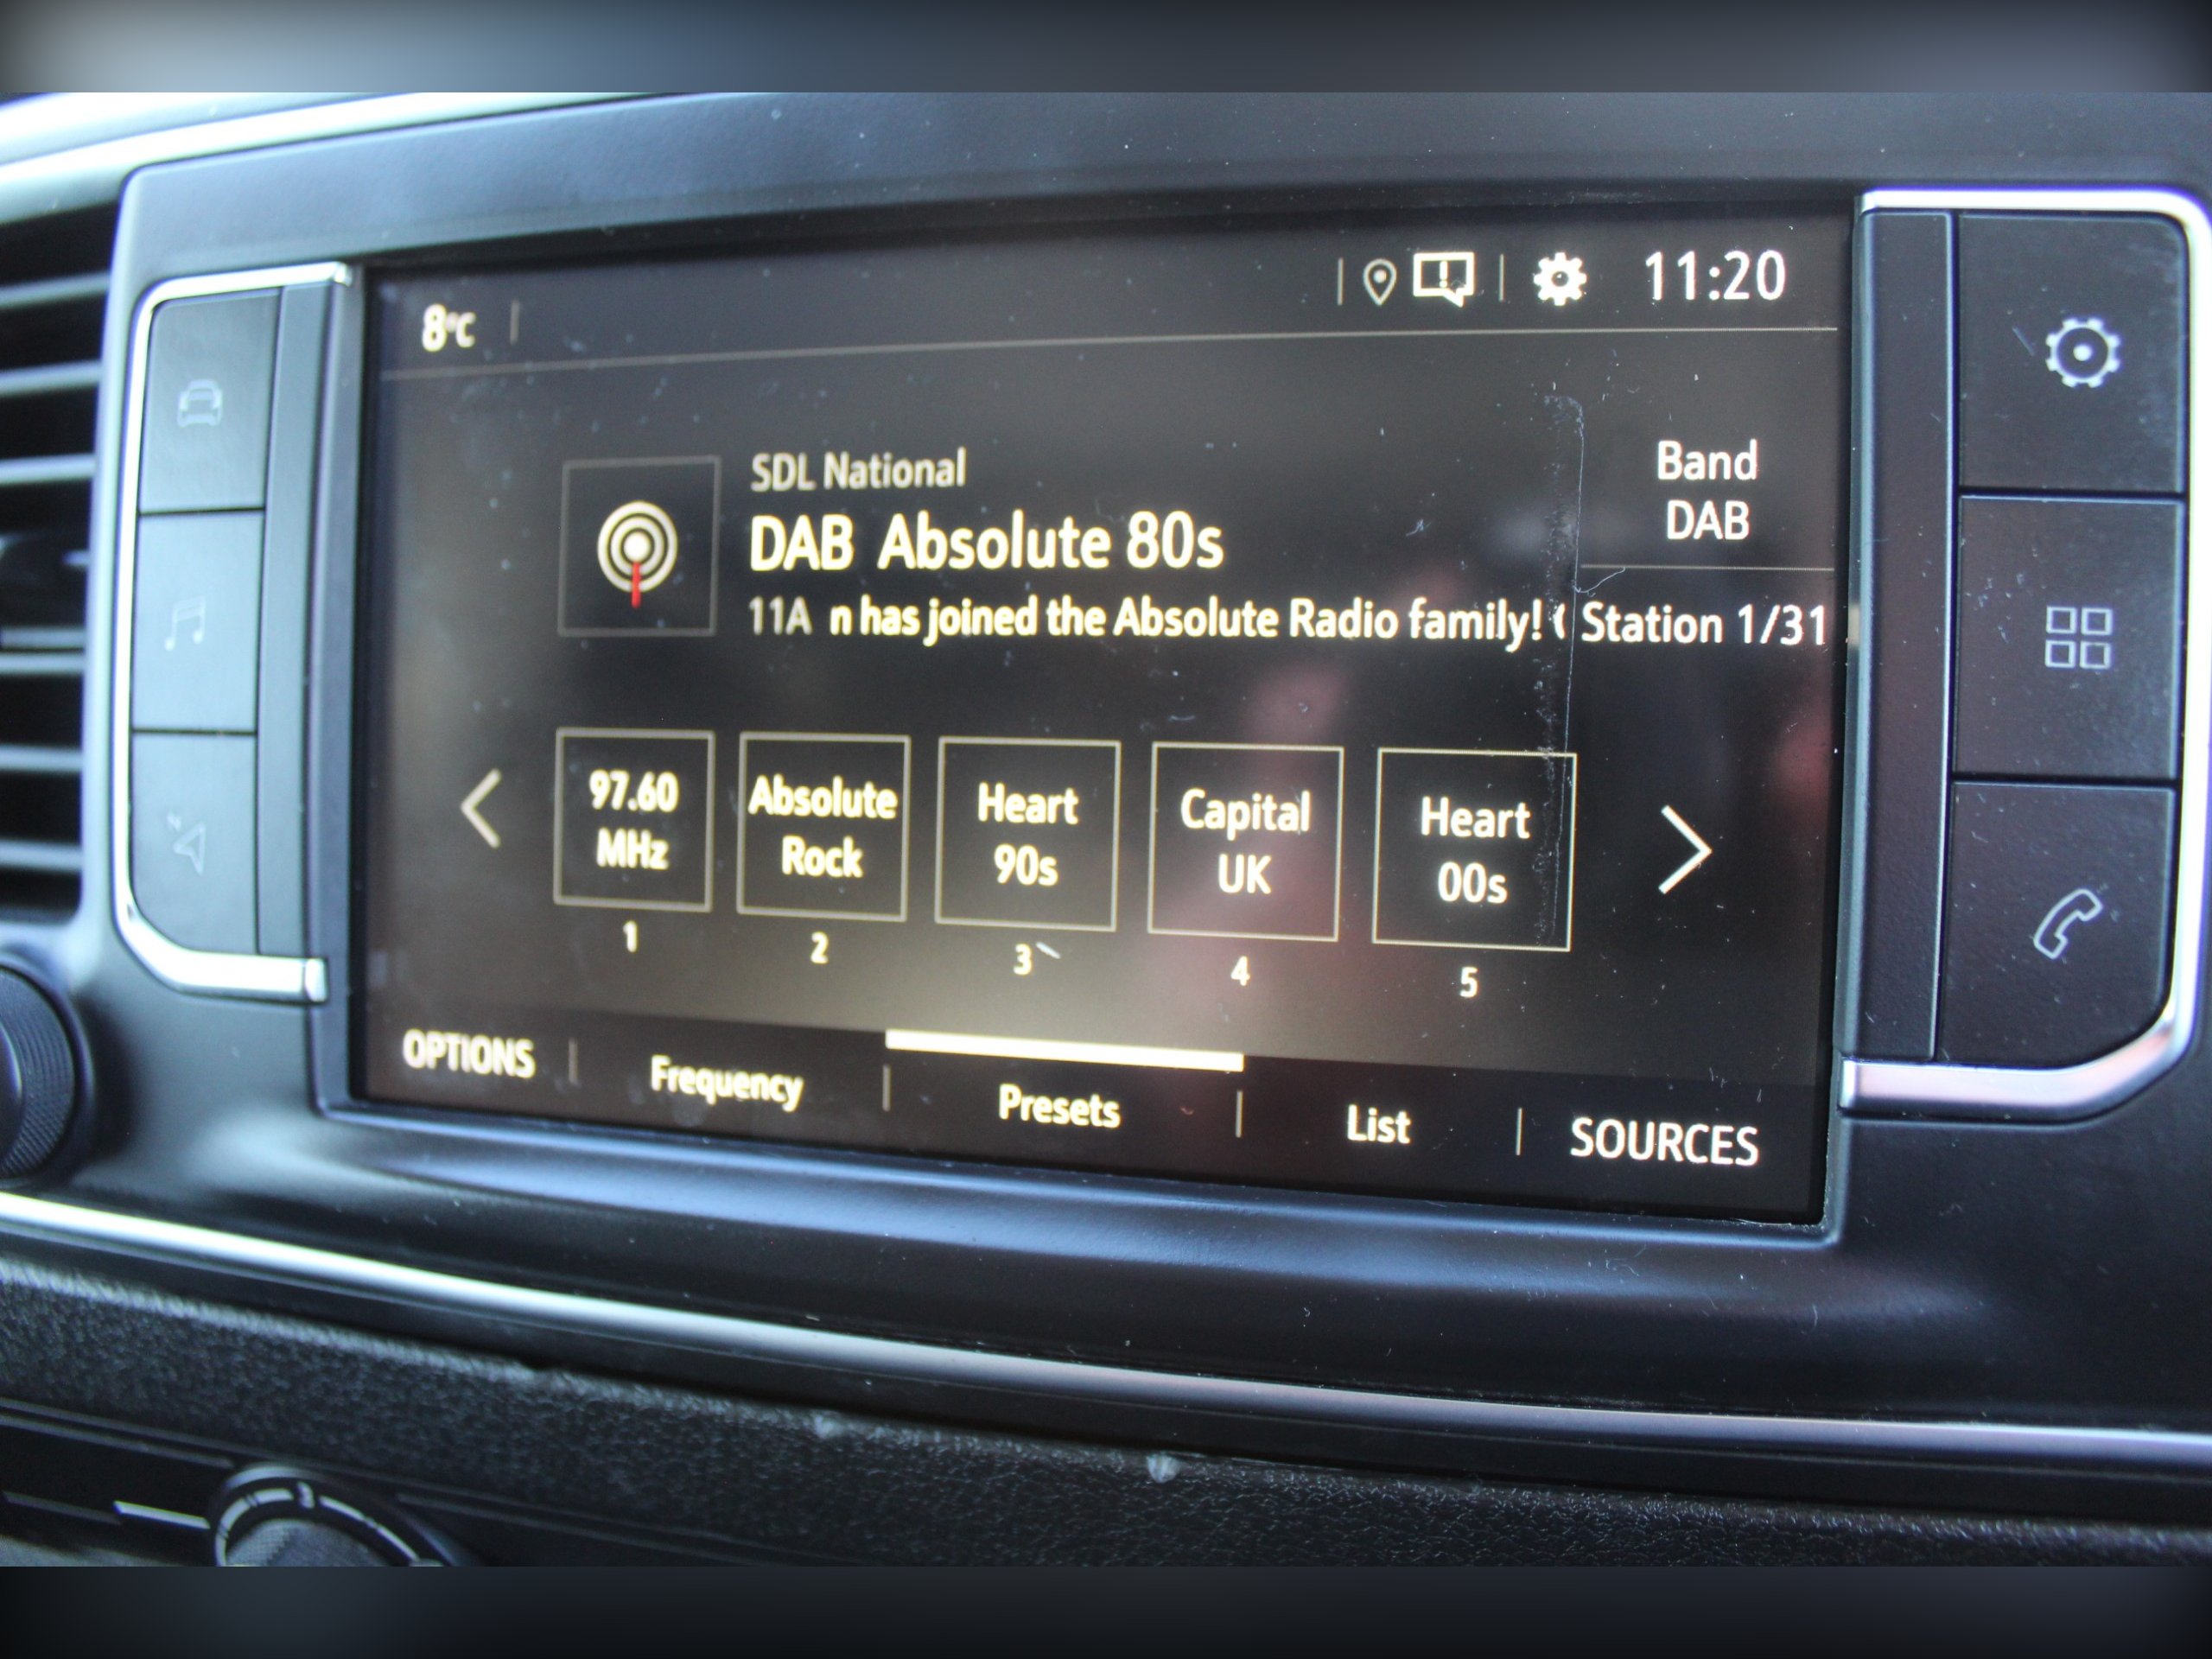 8°C
11:20
SDL National
DAB Absolute 80s
11A n has joined the Absolute Radio family! (
Band
DAB
Station 1/31
97.60
MHz
1
Absolute
Rock
2
Heart
90s
3
Capital
UK
4
Heart
00s
5
OPTIONS
Frequency
Presets
List
SOURCES
N
3